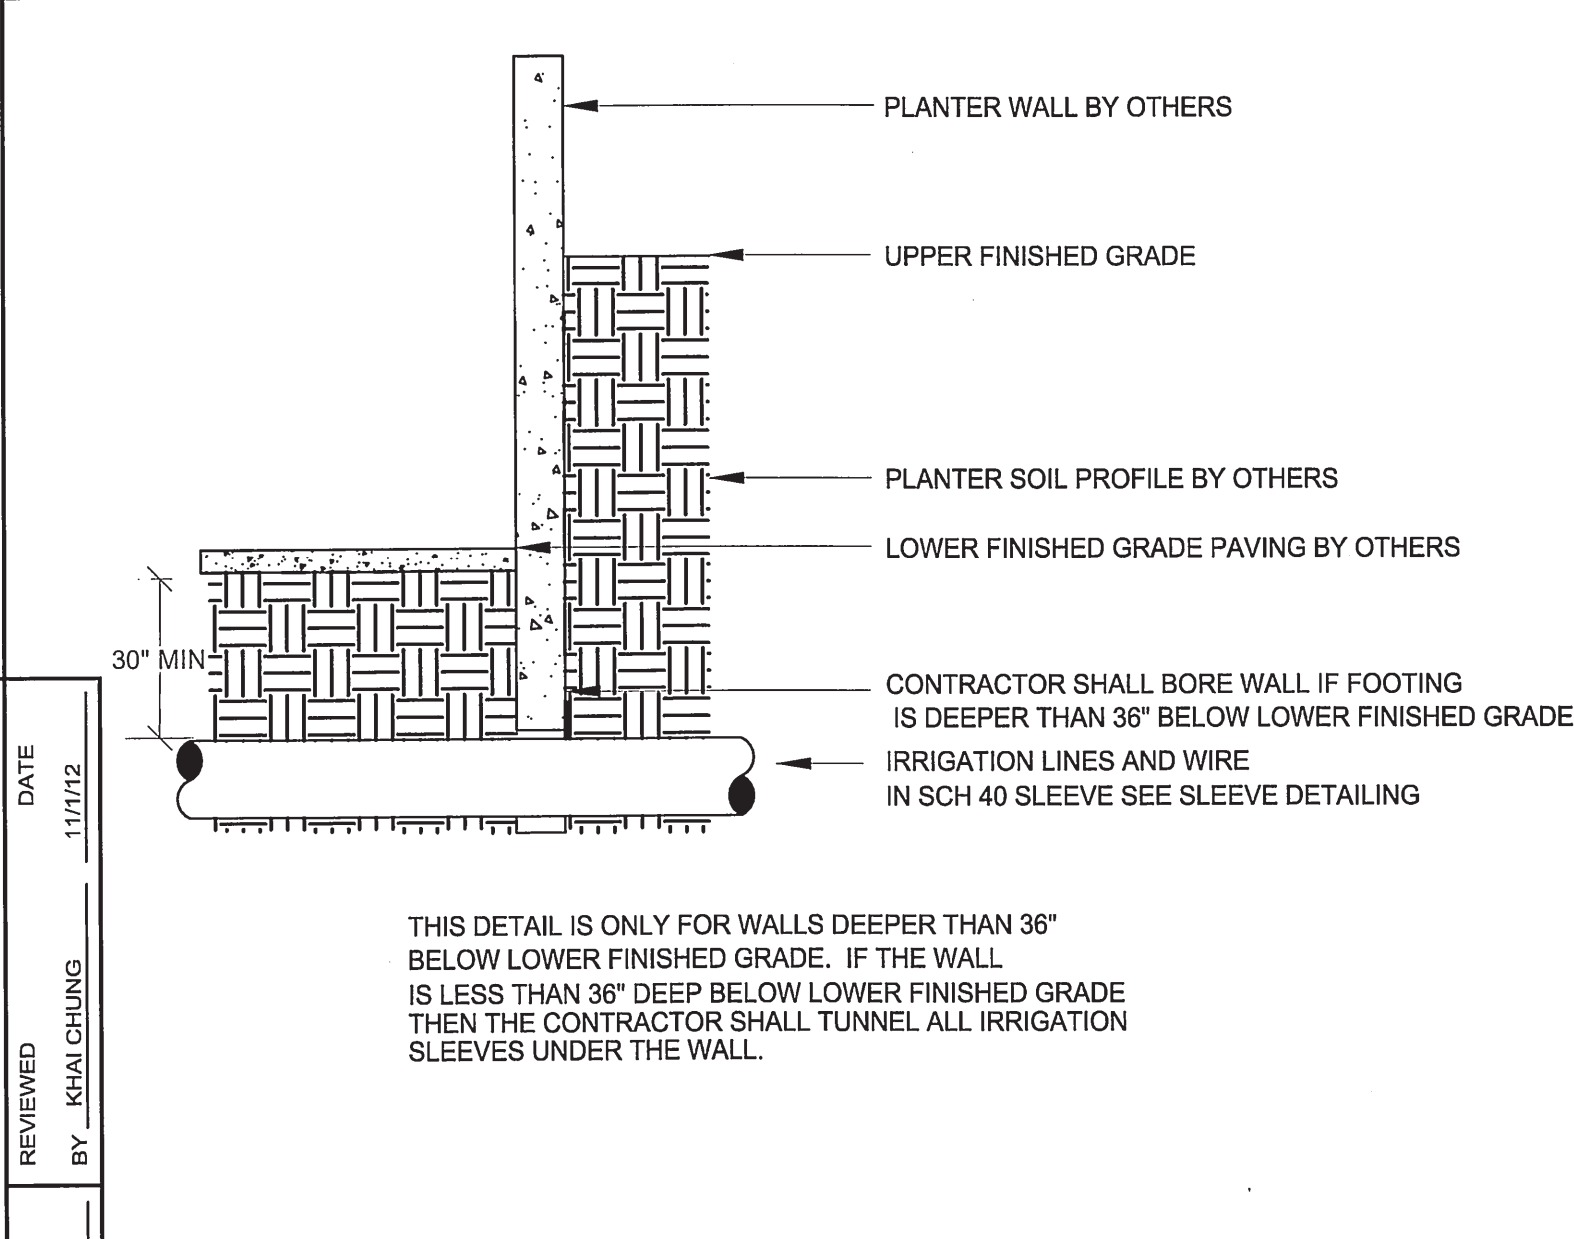 PLANTER WALL BY OTHERS
UPPER FINISHED GRADE
PLANTER SOIL PROFILE BY OTHERS
LOWER FINISHED GRADE PAVING BY OTHERS
30" MIN
CONTRACTOR SHALL BORE WALL IF FOOTING
IS DEEPER THAN 36" BELOW LOWER FINISHED GRADE
IRRIGATION LINES AND WIRE
IN SCH 40 SLEEVE SEE SLEEVE DETAILING
THIS DETAIL IS ONLY FOR WALLS DEEPER THAN 36"
BELOW LOWER FINISHED GRADE. IF THE WALL
IS LESS THAN 36" DEEP BELOW LOWER FINISHED GRADE
THEN THE CONTRACTOR SHALL TUNNEL ALL IRRIGATION
SLEEVES UNDER THE WALL.
REVIEWED DATE
BY KHAI CHUNG 11/1/12